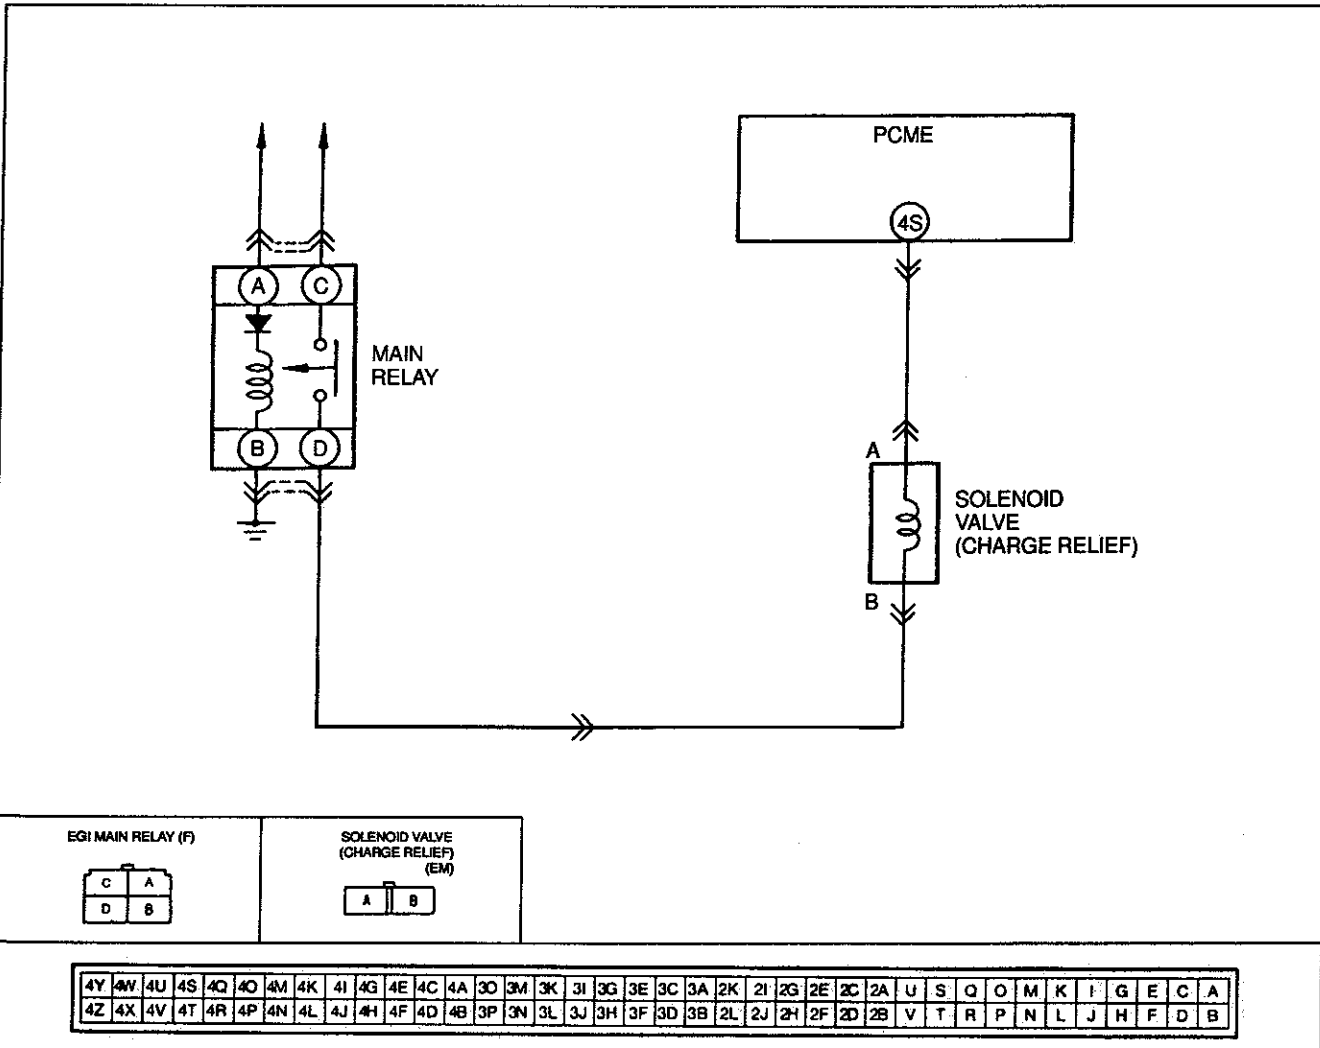 PCME
4S
A C
MAIN
RELAY
B D
A
SOLENOID
VALVE
(CHARGE RELIEF)
B
EGI MAIN RELAY (F)
C A
D B
SOLENOID VALVE
(CHARGE RELIEF)
(EM)
A B
4Y 4W 4U 4S 4Q 4O 4M 4K 4I 4G 4E 4C 4A 3O 3M 3K 3I 3G 3E 3C 3A 2K 2I 2G 2E 2C 2A U S Q O M K I G E C A
4Z 4X 4V 4T 4R 4P 4N 4L 4J 4H 4F 4D 4B 3P 3N 3L 3J 3H 3F 3D 3B 2L 2J 2H 2F 2D 2B V T R P N L J H F D B